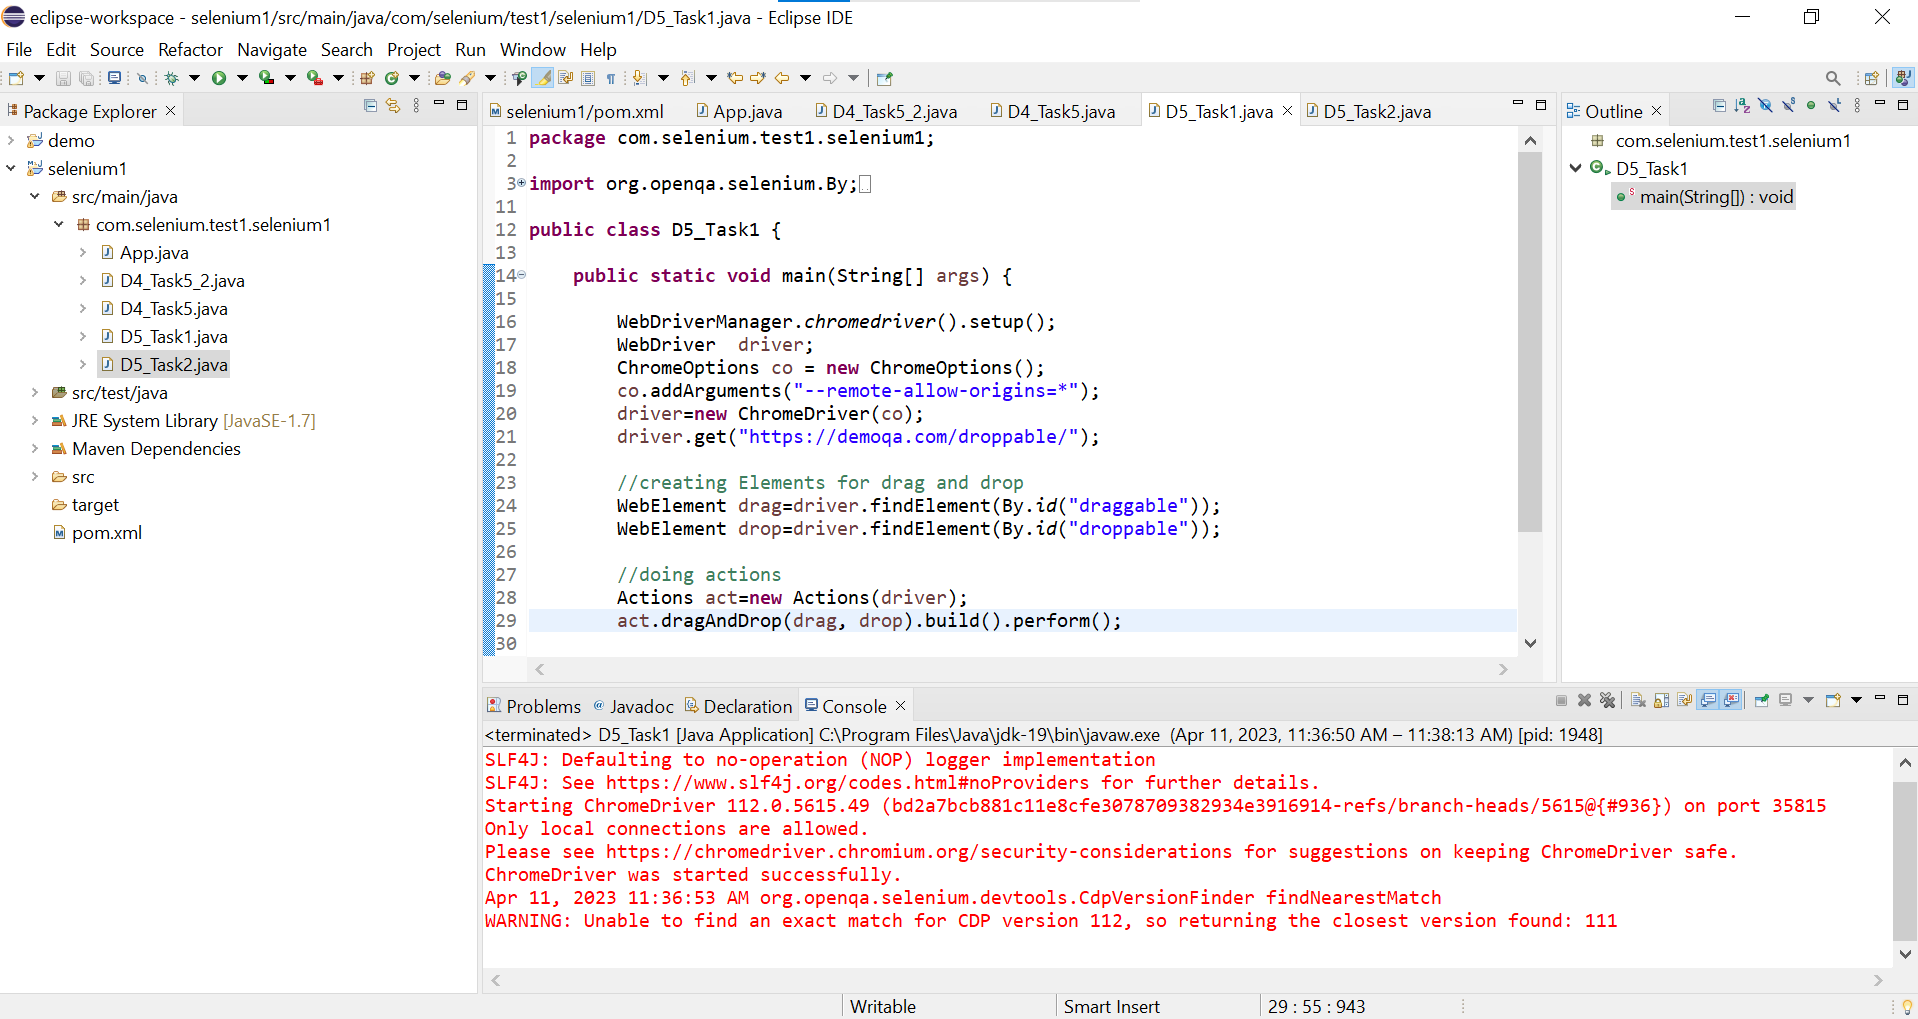 eclipse-workspace - selenium1/src/main/java/com/selenium/test1/selenium1/D5_Task1.java - Eclipse IDE
File Edit Source Refactor Navigate Search Project Run Window Help
Package Explorer
demo
selenium1
src/main/java
com.selenium.test1.selenium1
App.java
D4_Task5_2.java
D4_Task5.java
D5_Task1.java
D5_Task2.java
src/test/java
JRE System Library [JavaSE-1.7]
Maven Dependencies
src
target
pom.xml
selenium1/pom.xml App.java D4_Task5_2.java D4_Task5.java D5_Task1.java D5_Task2.java
1 package com.selenium.test1.selenium1;
2
3 import org.openqa.selenium.By;
11
12 public class D5_Task1 {
13
14 public static void main(String[] args) {
15
16 WebDriverManager.chromedriver().setup();
17 WebDriver  driver;
18 ChromeOptions co = new ChromeOptions();
19 co.addArguments("--remote-allow-origins=*");
20 driver=new ChromeDriver(co);
21 driver.get("https://demoqa.com/droppable/");
22
23 //creating Elements for drag and drop
24 WebElement drag=driver.findElement(By.id("draggable"));
25 WebElement drop=driver.findElement(By.id("droppable"));
26
27 //doing actions
28 Actions act=new Actions(driver);
29 act.dragAndDrop(drag, drop).build().perform();
30
Outline
com.selenium.test1.selenium1
D5_Task1
main(String[]) : void
Problems Javadoc Declaration Console
<terminated> D5_Task1 [Java Application] C:\Program Files\Java\jdk-19\bin\javaw.exe (Apr 11, 2023, 11:36:50 AM – 11:38:13 AM) [pid: 1948]
SLF4J: Defaulting to no-operation (NOP) logger implementation
SLF4J: See https://www.slf4j.org/codes.html#noProviders for further details.
Starting ChromeDriver 112.0.5615.49 (bd2a7bcb881c11e8cfe3078709382934e3916914-refs/branch-heads/5615@{#936}) on port 35815
Only local connections are allowed.
Please see https://chromedriver.chromium.org/security-considerations for suggestions on keeping ChromeDriver safe.
ChromeDriver was started successfully.
Apr 11, 2023 11:36:53 AM org.openqa.selenium.devtools.CdpVersionFinder findNearestMatch
WARNING: Unable to find an exact match for CDP version 112, so returning the closest version found: 111
Writable Smart Insert 29 : 55 : 943